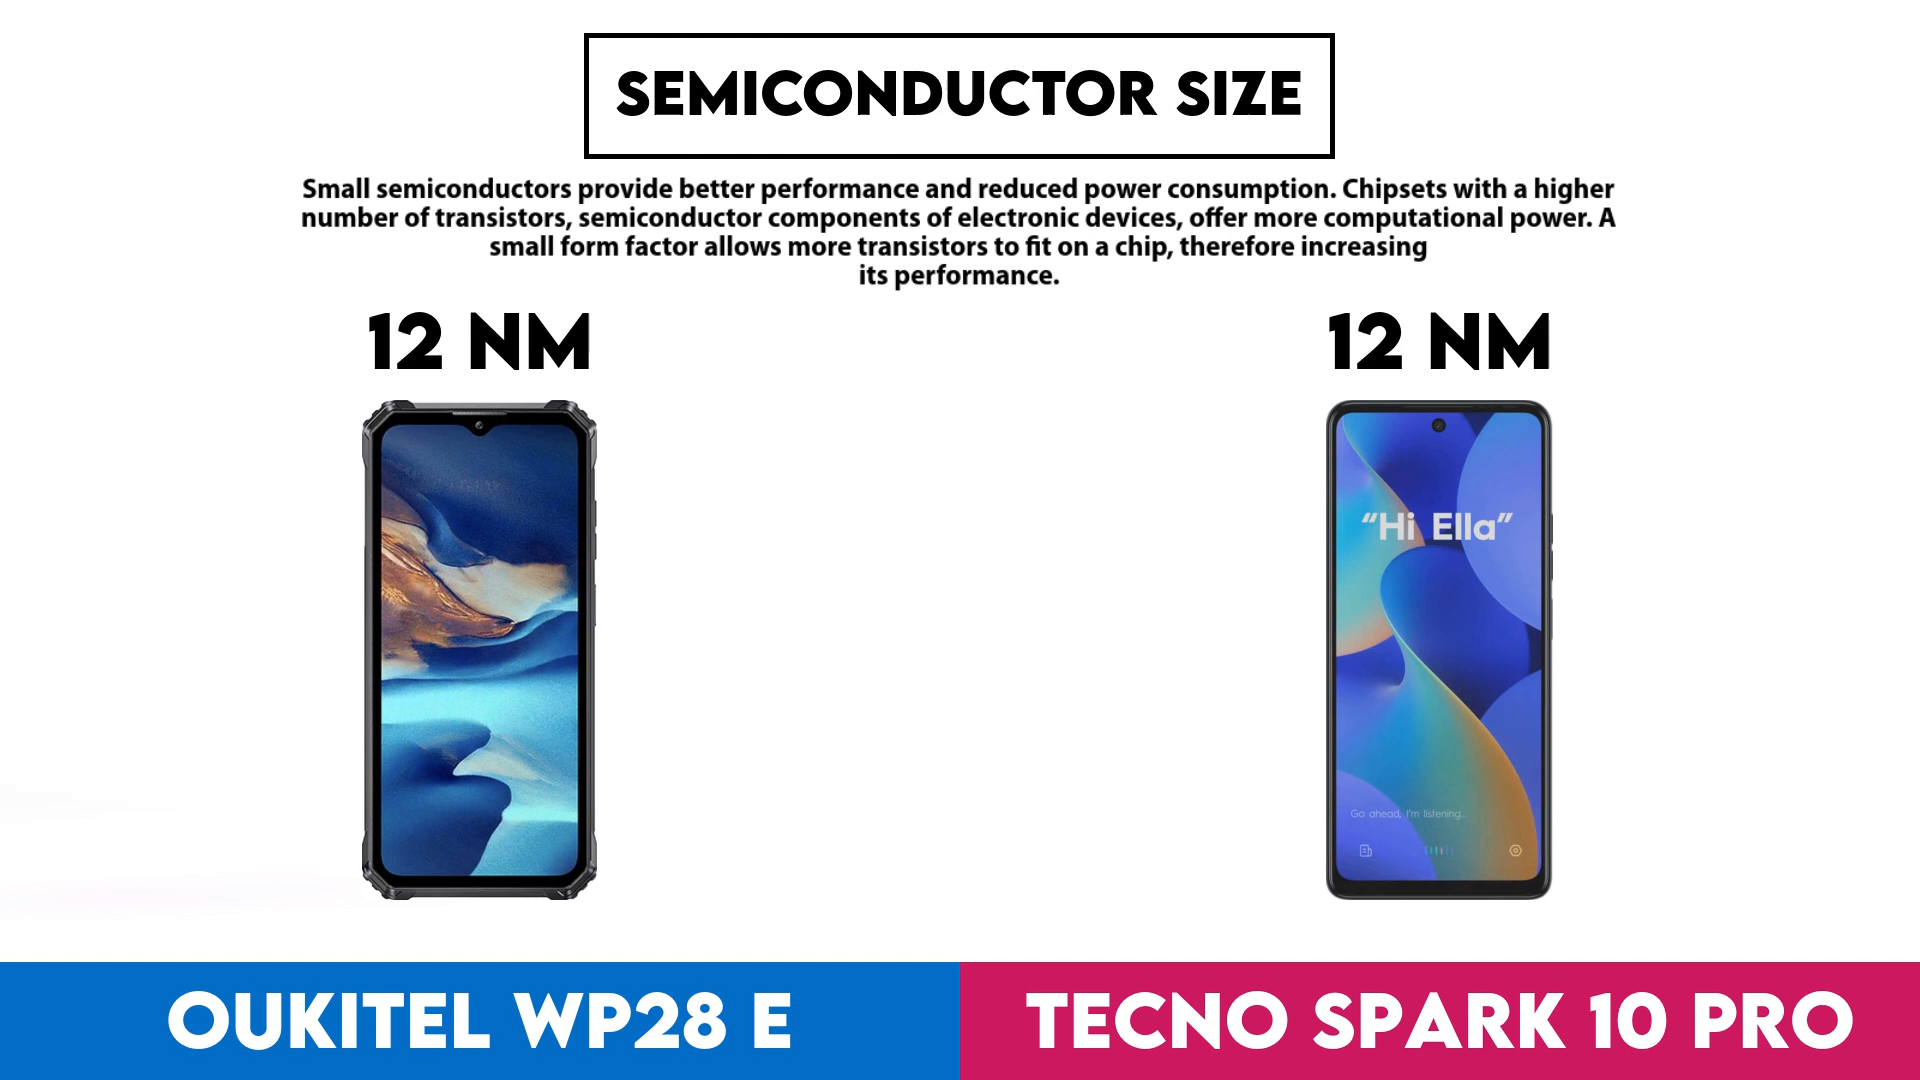 SEMICONDUCTOR SIZE
Small semiconductors provide better performance and reduced power consumption. Chipsets with a higher
number of transistors, semiconductor components of electronic devices, offer more computational power. A
small form factor allows more transistors to fit on a chip, therefore increasing
its performance.
12 NM
12 NM
“Hi Ella”
Go ahead, I'm listening...
OUKITEL WP28 E
TECNO SPARK 10 PRO